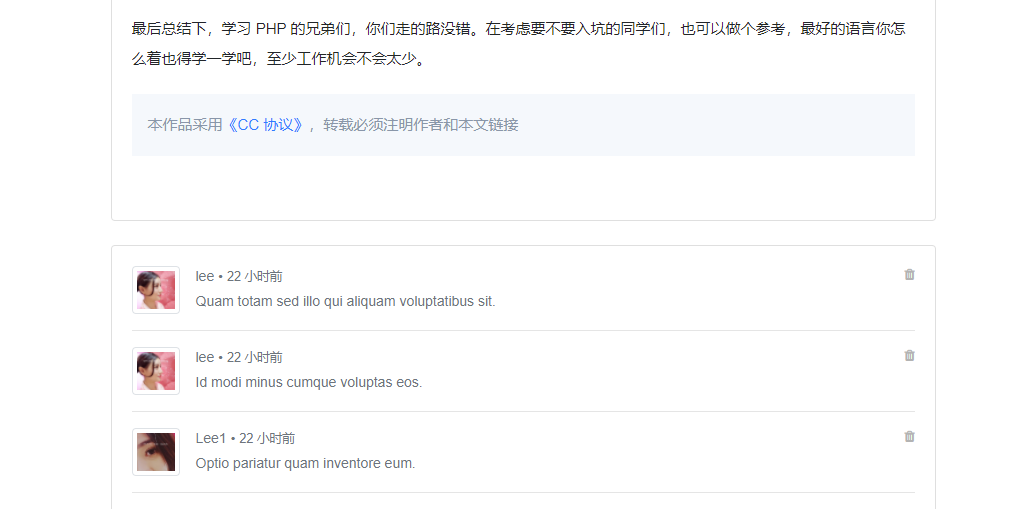 最后总结下，学习 PHP 的兄弟们，你们走的路没错。在考虑要不要入坑的同学们，也可以做个参考，最好的语言你怎
么着也得学一学吧，至少工作机会不会太少。
本作品采用《CC 协议》，转载必须注明作者和本文链接
lee • 22 小时前
Quam totam sed illo qui aliquam voluptatibus sit.
lee • 22 小时前
Id modi minus cumque voluptas eos.
Lee1 • 22 小时前
Optio pariatur quam inventore eum.